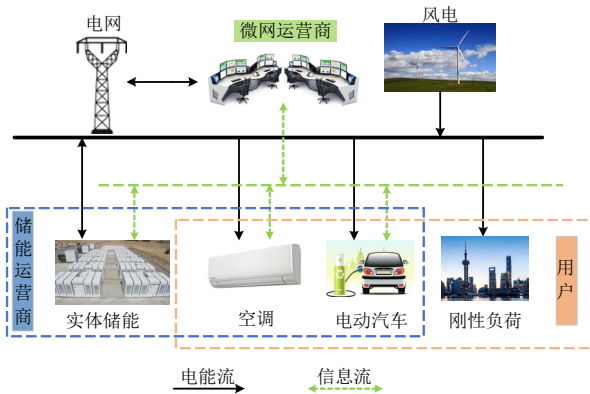 电网
微网运营商
风电
储能运营商
实体储能
空调
电动汽车
刚性负荷
用户
电能流
信息流